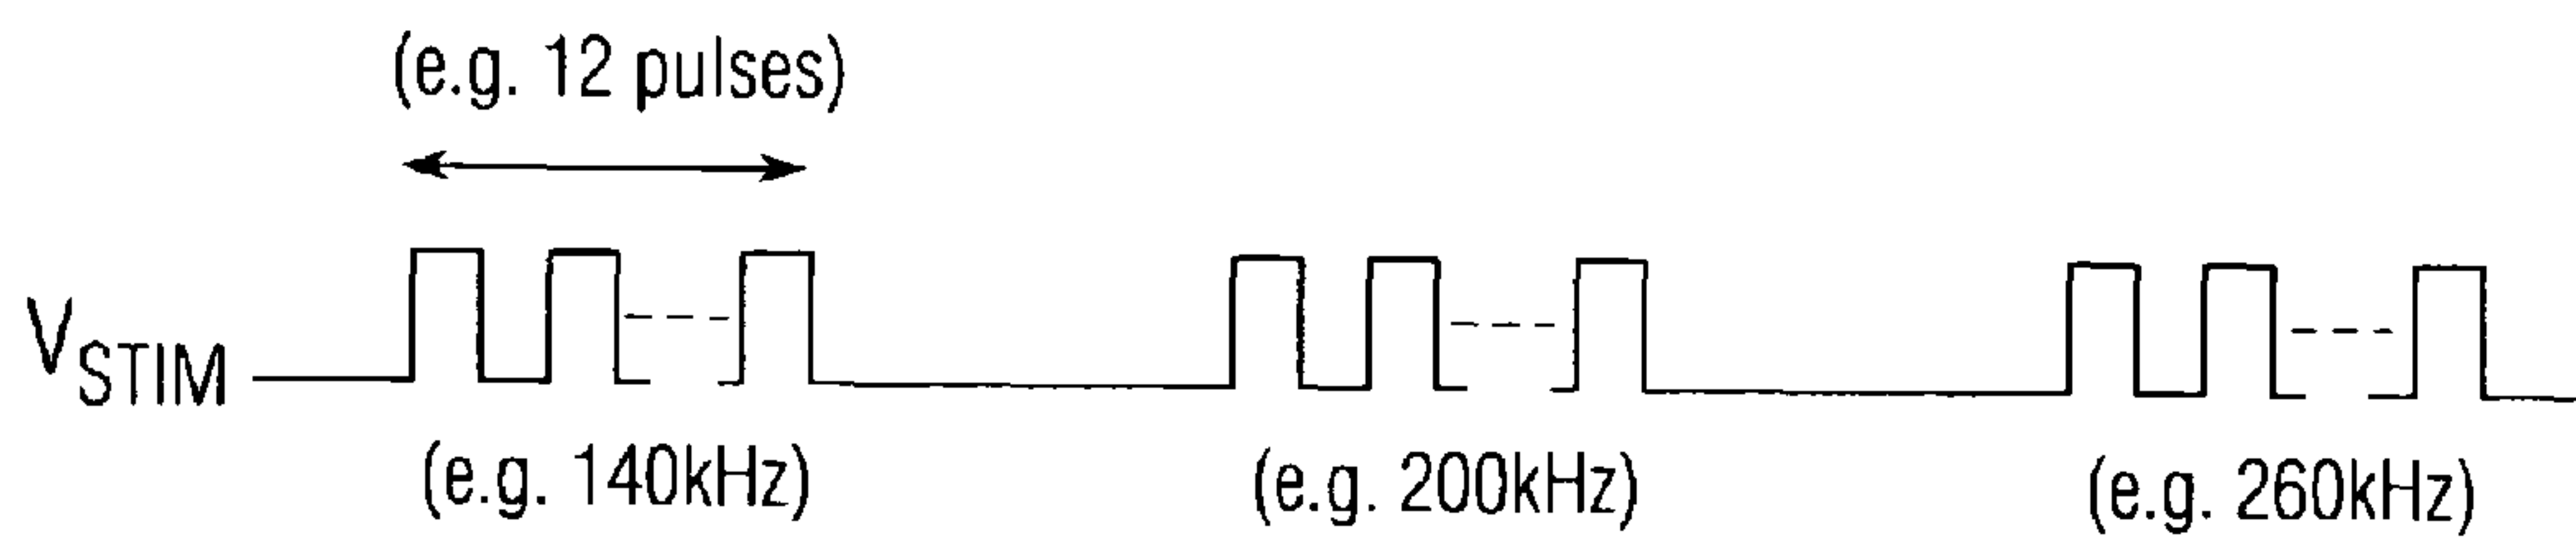 (e.g. 12 pulses)
VSTIM
(e.g. 140kHz)
(e.g. 200kHz)
(e.g. 260kHz)